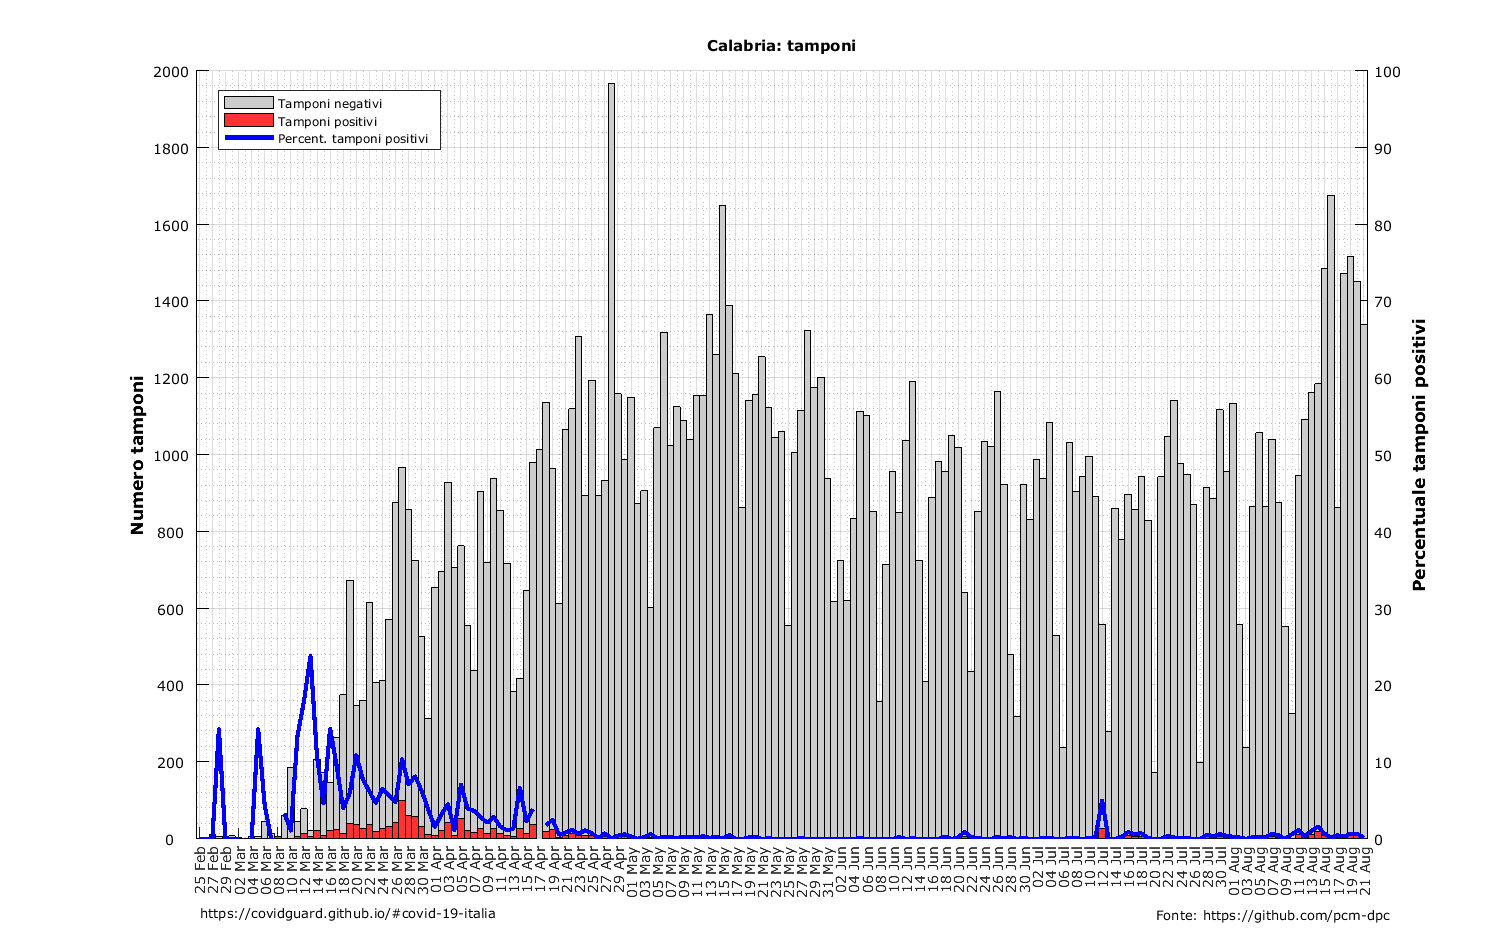 Calabria: tamponi
Tamponi negativi
Tamponi positivi
Percent. tamponi positivi
Numero tamponi
2000
1800
1600
1400
1200
1000
800
600
400
200
0
Percentuale tamponi positivi
100
90
80
70
60
50
40
30
20
10
0
25 Feb
27 Feb
29 Feb
02 Mar
04 Mar
06 Mar
08 Mar
10 Mar
12 Mar
14 Mar
16 Mar
18 Mar
20 Mar
22 Mar
24 Mar
26 Mar
28 Mar
30 Mar
01 Apr
03 Apr
05 Apr
07 Apr
09 Apr
11 Apr
13 Apr
15 Apr
17 Apr
19 Apr
21 Apr
23 Apr
25 Apr
27 Apr
29 Apr
01 May
03 May
05 May
07 May
09 May
11 May
13 May
15 May
17 May
19 May
21 May
23 May
25 May
27 May
29 May
31 May
02 Jun
04 Jun
06 Jun
08 Jun
10 Jun
12 Jun
14 Jun
16 Jun
18 Jun
20 Jun
22 Jun
24 Jun
26 Jun
28 Jun
30 Jun
02 Jul
04 Jul
06 Jul
08 Jul
10 Jul
12 Jul
14 Jul
16 Jul
18 Jul
20 Jul
22 Jul
24 Jul
26 Jul
28 Jul
30 Jul
01 Aug
03 Aug
05 Aug
07 Aug
09 Aug
11 Aug
13 Aug
15 Aug
17 Aug
19 Aug
21 Aug
https://covidguard.github.io/#covid-19-italia
Fonte: https://github.com/pcm-dpc